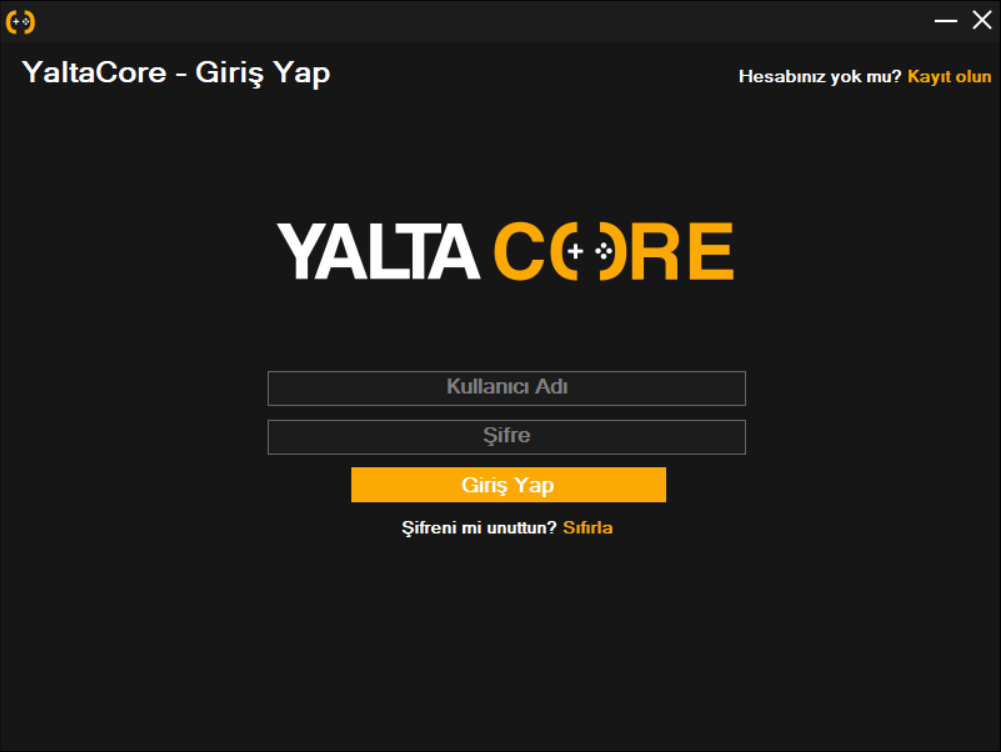 YaltaCore - Giriş Yap
Hesabınız yok mu? Kayıt olun
YALTA CORE
Kullanıcı Adı
Şifre
Giriş Yap
Şifreni mi unuttun? Sıfırla